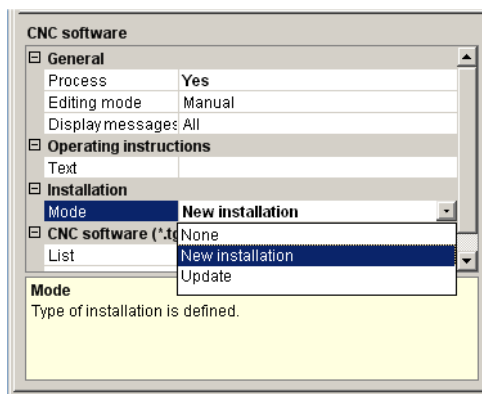 CNC software
General
Process Yes
Editing mode Manual
Display messages All
Operating instructions
Text
Installation
Mode New installation
CNC software (*.tg
None
New installation
List
Update
Mode
Type of installation is defined.